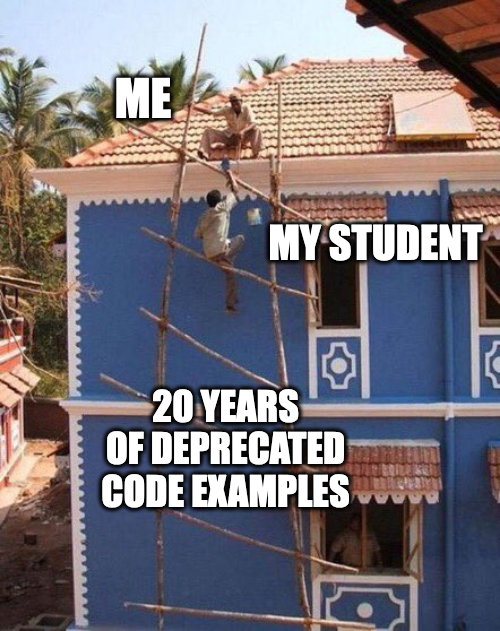 ME
MY STUDENT
20 YEARS
OF DEPRECATED
CODE EXAMPLES